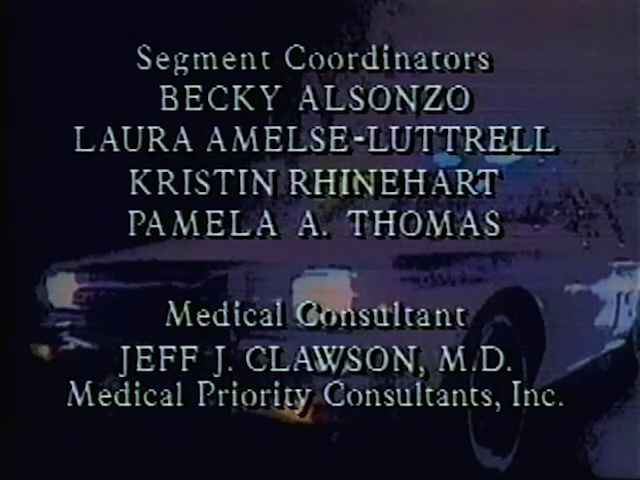 Segment Coordinators
BECKY ALSONZO
LAURA AMELSE-LUTTRELL
KRISTIN RHINEHART
PAMELA A. THOMAS
Medical Consultant
JEFF J. CLAWSON, M.D.
Medical Priority Consultants, Inc.